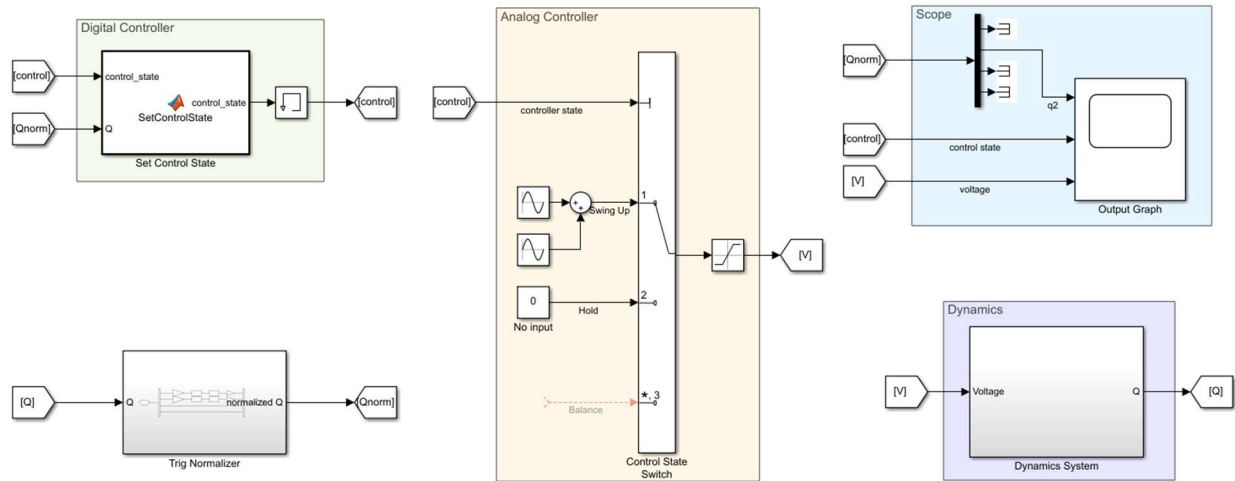 Digital Controller
[control]
control_state
control_state
[control]
SetControlState
[Qnorm]
Q
Set Control State
Analog Controller
[control]
controller state
1
Swing Up
2
0
Hold
No input
*, 3
Balance
Control State
Switch
[V]
Scope
[Qnorm]
q2
[control]
control state
[V]
voltage
Output Graph
[Q]
Q
normalized Q
[Qnorm]
Trig Normalizer
Dynamics
[V]
Voltage
Q
[Q]
Dynamics System